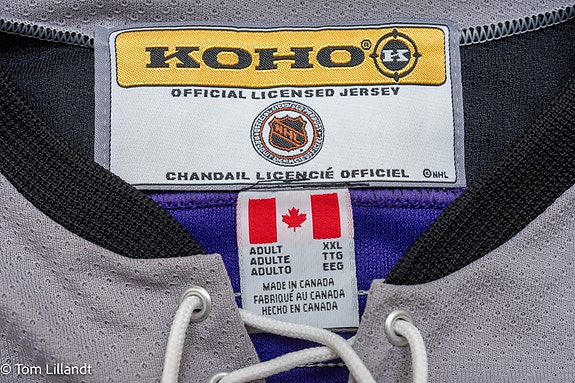 KOHO® K
OFFICIAL LICENSED JERSEY
NHL
CHANDAIL LICENCIÉ OFFICIEL ©NHL
ADULT XXL
ADULTE TTG
ADULTO EEG
MADE IN CANADA
FABRIQUÉ AU CANADA
HECHO EN CANADA
© Tom Lillandt